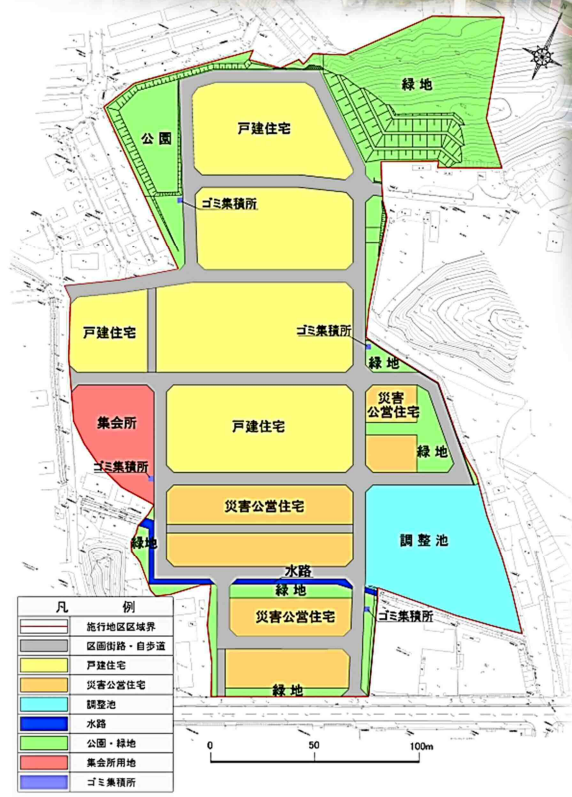 緑地
公園
戸建住宅
ゴミ集積所
戸建住宅
ゴミ集積所
緑地
災害
公営住宅
集会所
戸建住宅
緑地
ゴミ集積所
災害公営住宅
緑地
調整池
水路
緑地
災害公営住宅
ゴミ集積所
緑地
凡 例
施行地区区域界
区画街路・自歩道
戸建住宅
災害公営住宅
調整池
水路
公園・緑地
集会所用地
ゴミ集積所
0 50 100m